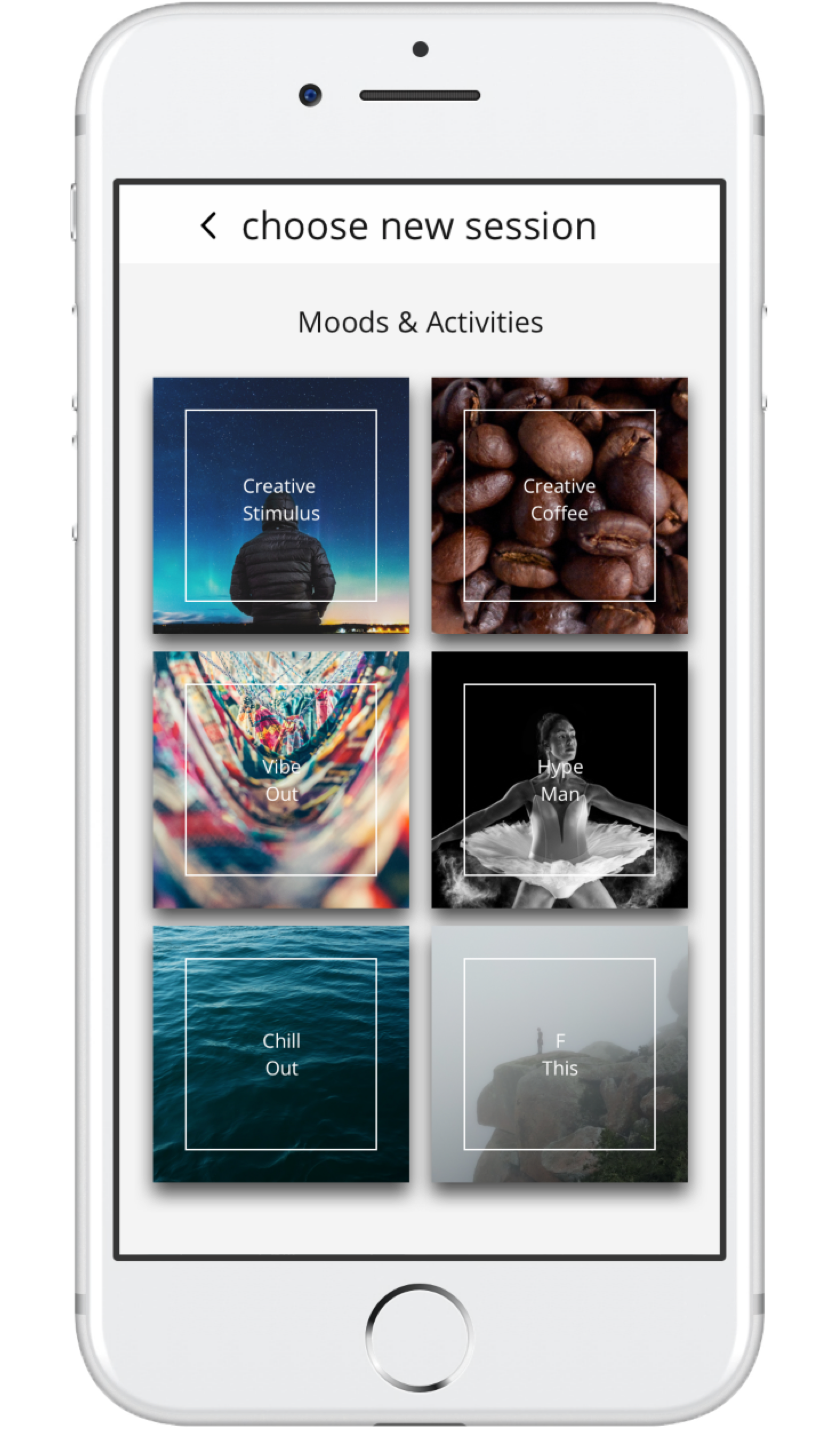 choose new session
Moods & Activities
Creative
Stimulus
Creative
Coffee
Vibe
Out
Hype
Man
Chill
Out
F
This